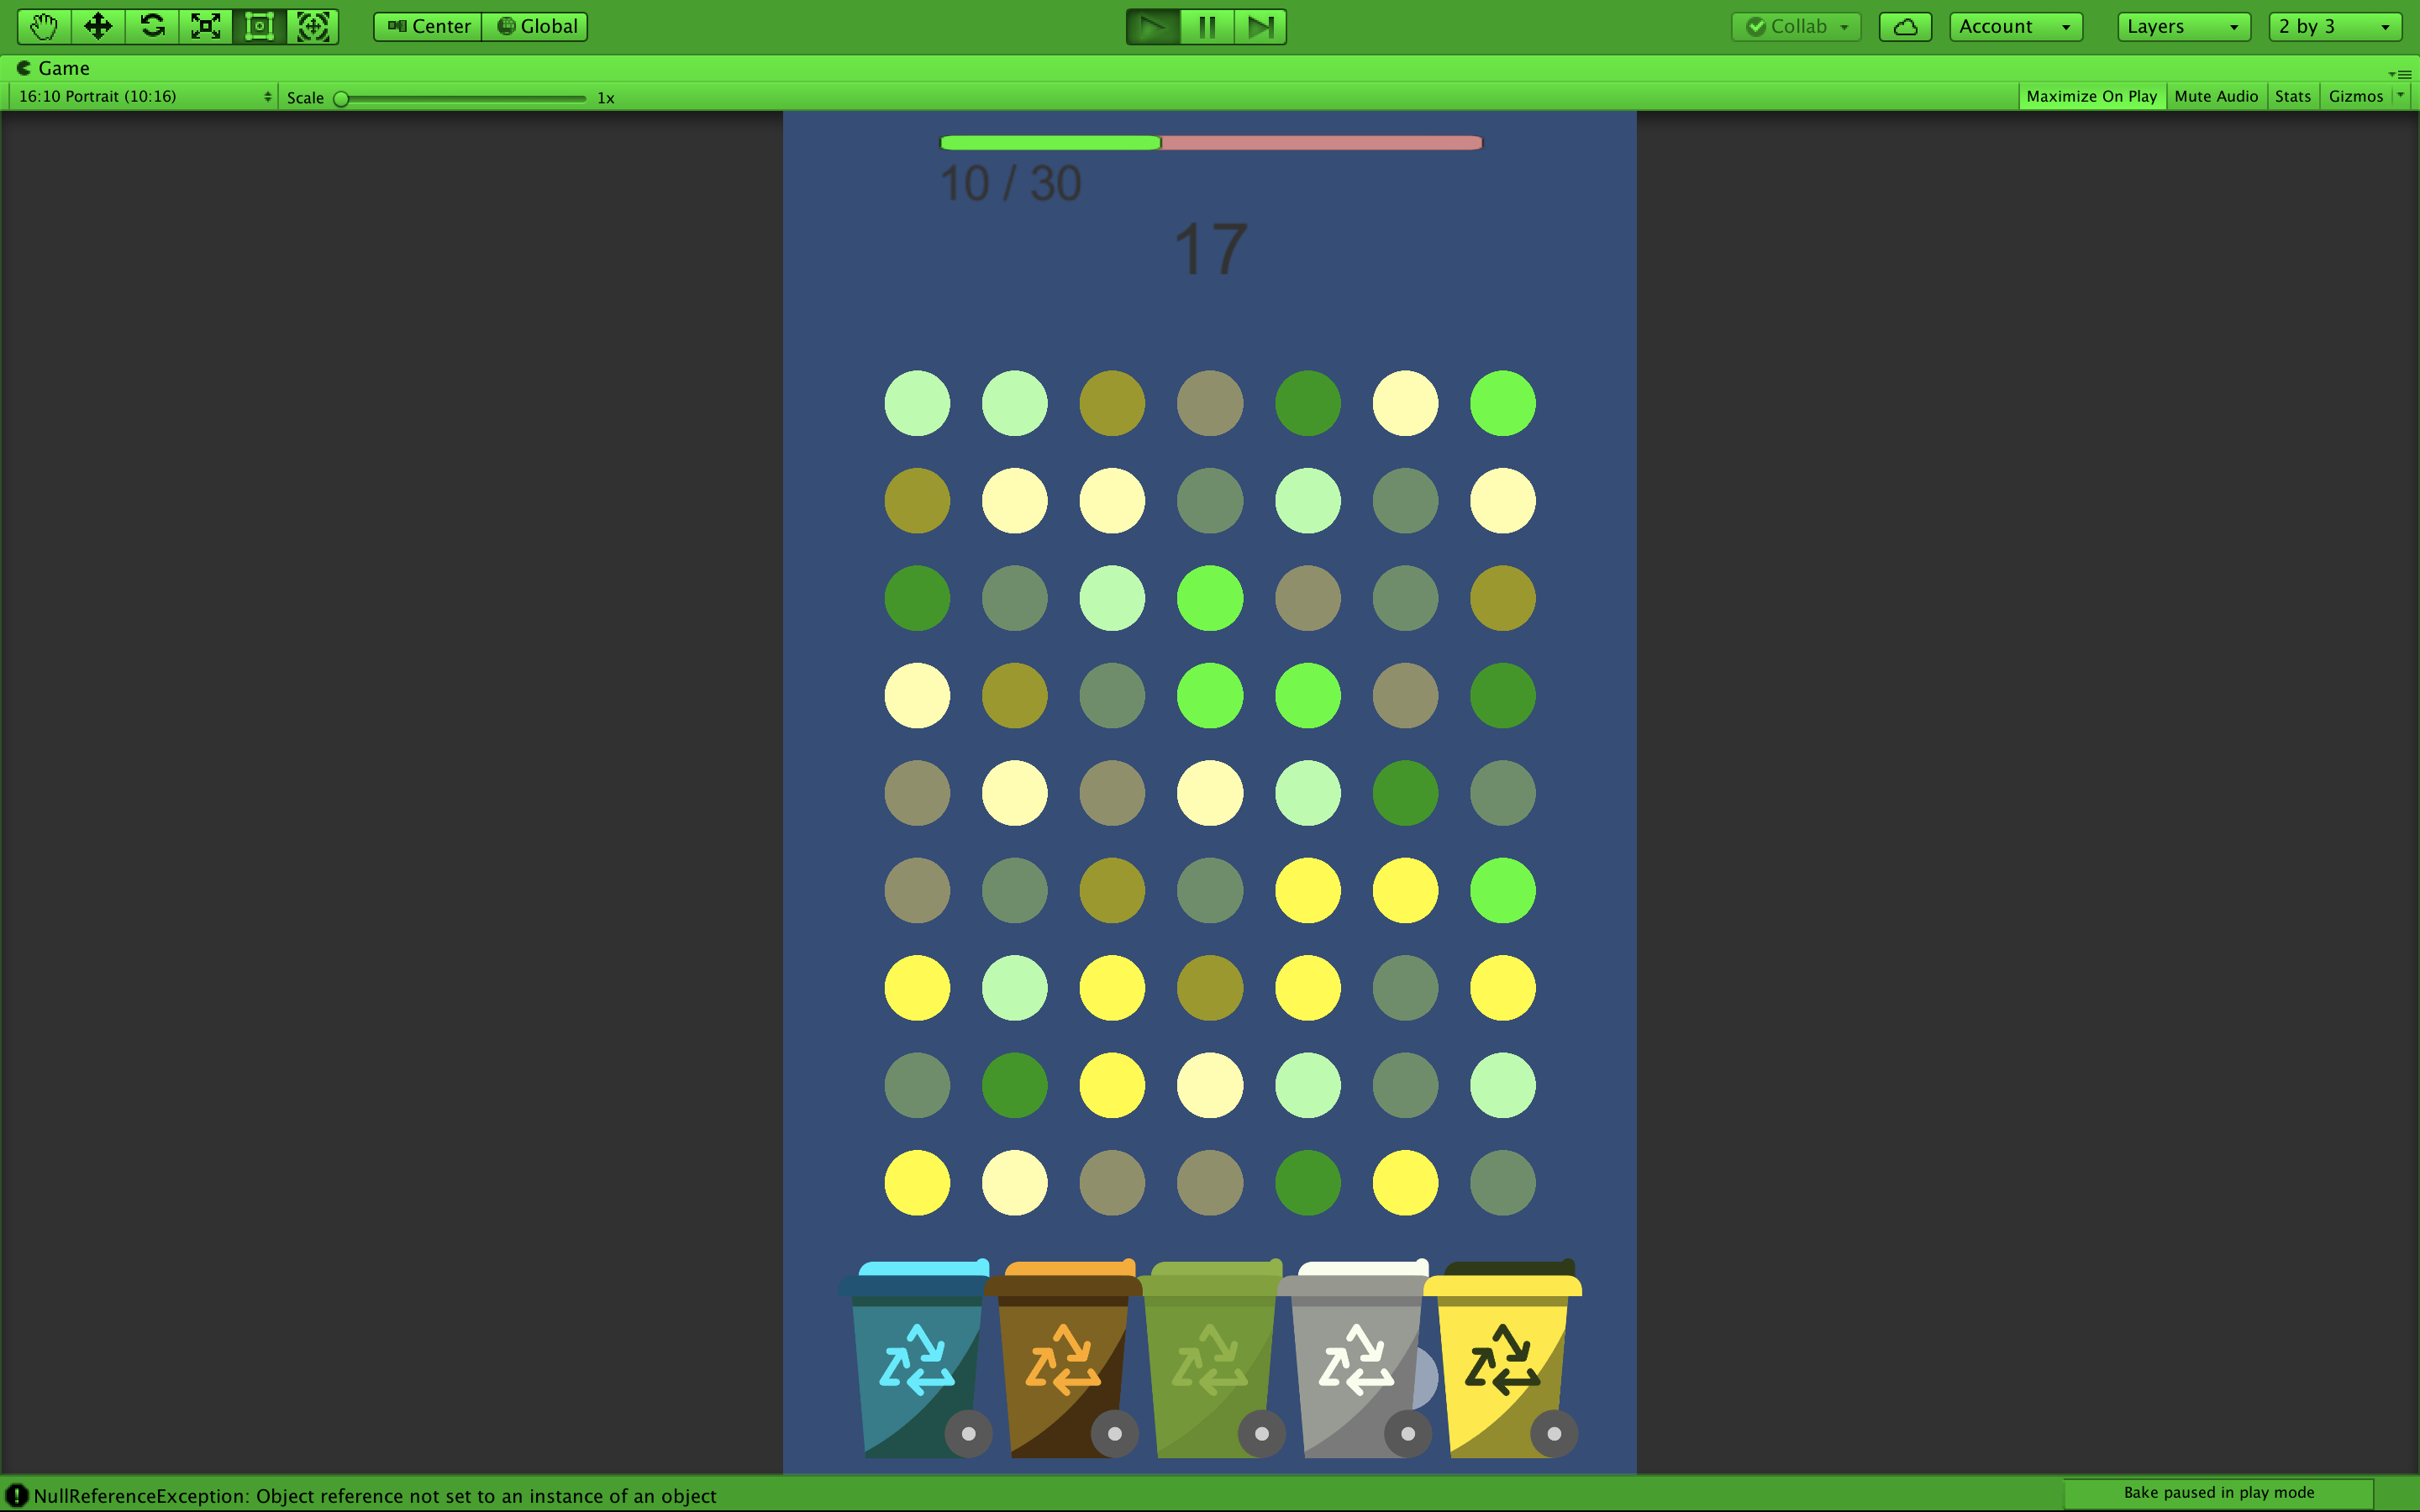 Center Global Collab Account Layers 2 by 3
Game
16:10 Portrait (10:16) Scale 1x Maximize On Play Mute Audio Stats Gizmos
10 / 30
17
NullReferenceException: Object reference not set to an instance of an object
Bake paused in play mode